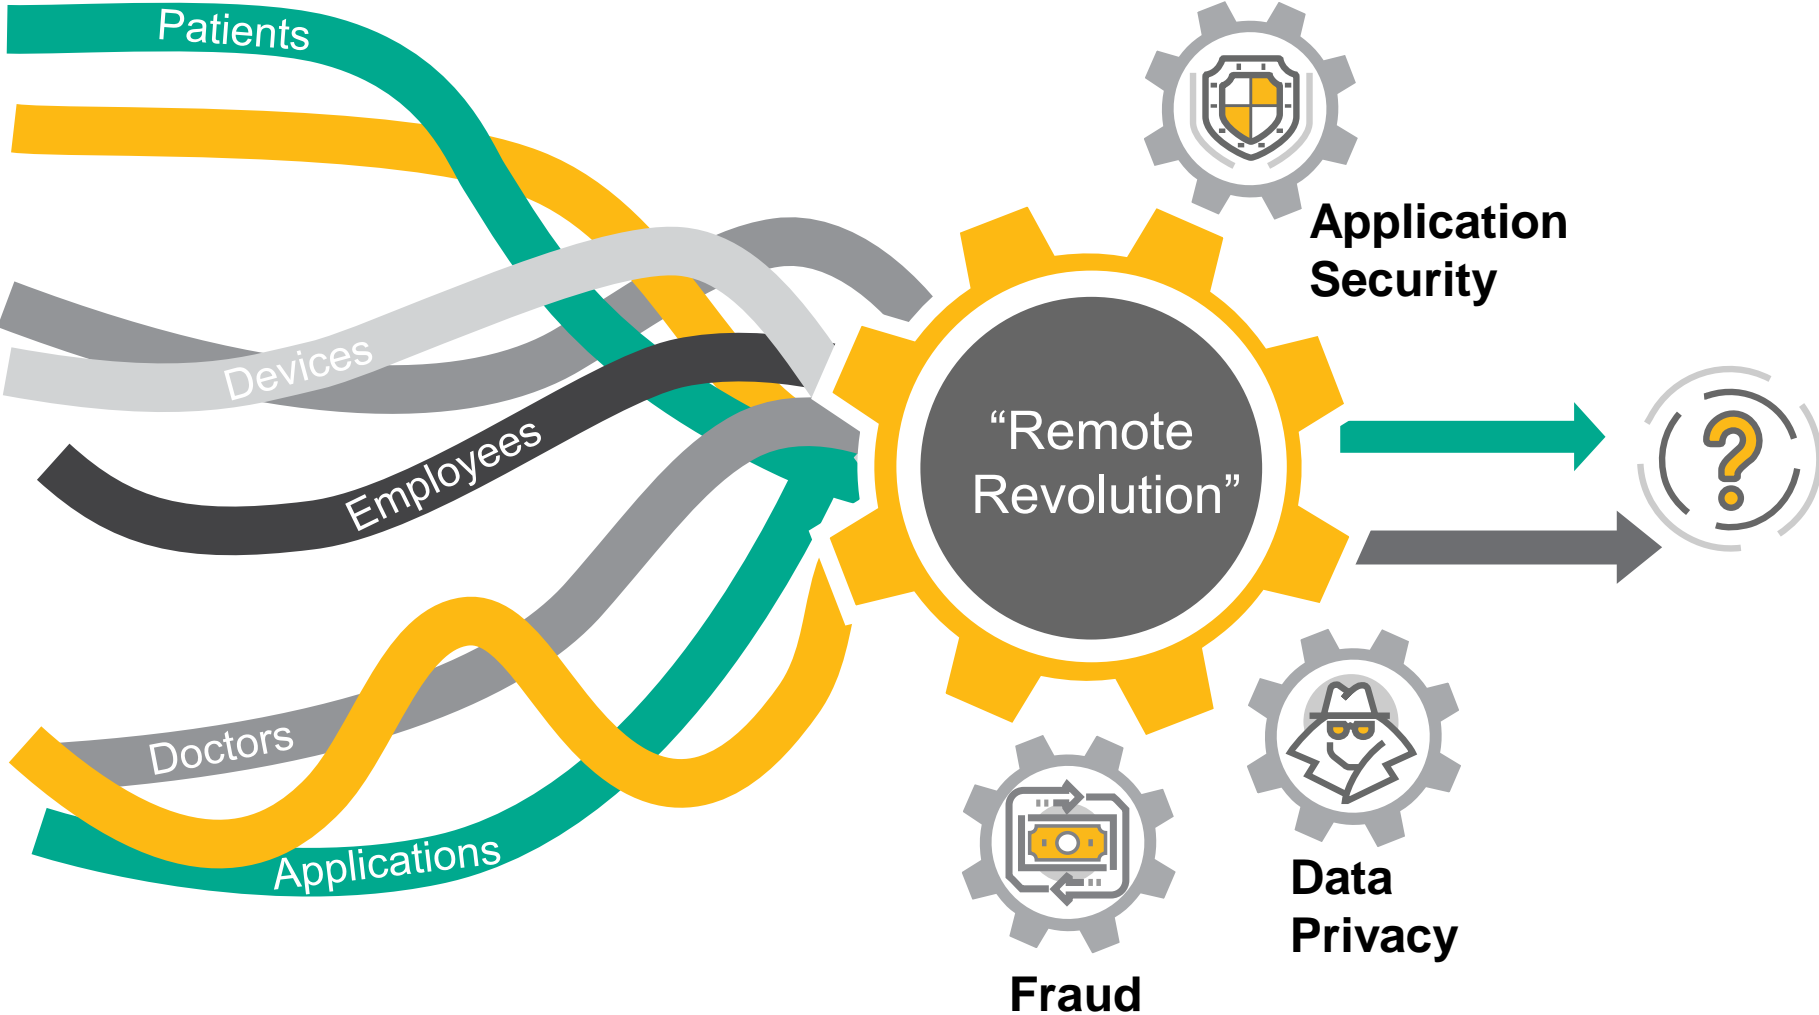 Patients
Devices
Employees
Doctors
Applications
“Remote
Revolution”
Application
Security
?
Data
Privacy
Fraud